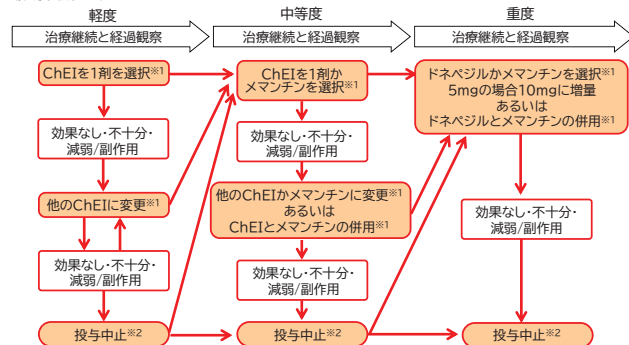 軽度
中等度
重度
治療継続と経過観察
治療継続と経過観察
治療継続と経過観察
ChEIを1剤を選択※1
効果なし・不十分・
減弱/副作用
他のChEIに変更※1
効果なし・不十分・
減弱/副作用
投与中止※2
ChEIを1剤か
メマンチンを選択※1
効果なし・不十分・
減弱/副作用
他のChEIかメマンチンに変更※1
あるいは
ChEIとメマンチンの併用※1
効果なし・不十分・
減弱/副作用
投与中止※2
ドネペジルかメマンチンを選択※1
5mgの場合10mgに増量
あるいは
ドネペジルとメマンチンの併用※1
効果なし・不十分・
減弱/副作用
投与中止※2